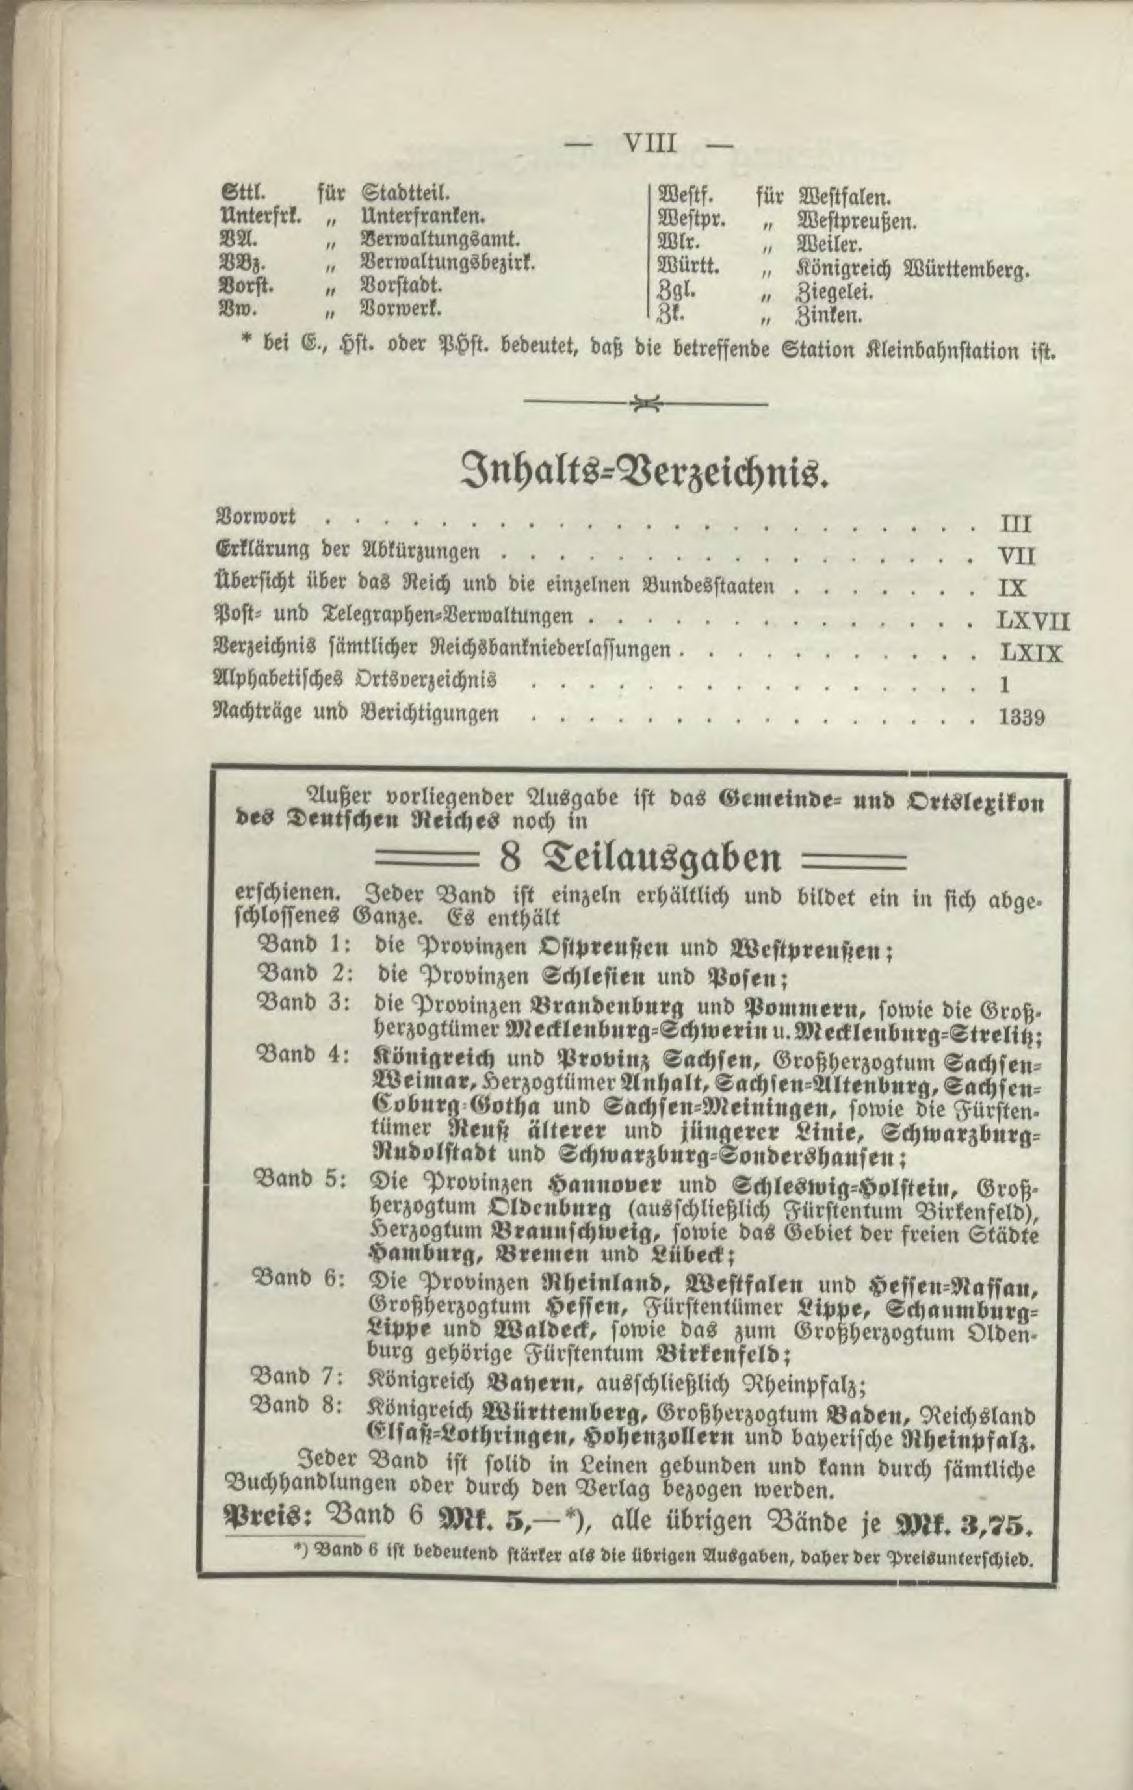 — VIII —
Sttl. für Stadtteil.
Unterfrk. „ Unterfranken.
VA. „ Verwaltungsamt.
VBz. „ Verwaltungsbezirk.
Vorst. „ Vorstadt.
Vw. „ Vorwerk.
Westf. für Westfalen.
Westpr. „ Westpreußen.
Wlr. „ Weiler.
Württ. „ Königreich Württemberg.
Zgl. „ Ziegelei.
Zk. „ Zinken.
* bei E., Hst. oder PHst. bedeutet, daß die betreffende Station Kleinbahnstation ist.
Inhalts-Verzeichnis.
Vorwort . . . . . . . . . . . . . . . . . . . . . . . III
Erklärung der Abkürzungen . . . . . . . . . . . . . . . . . VII
Übersicht über das Reich und die einzelnen Bundesstaaten . . . . . . . IX
Post- und Telegraphen-Verwaltungen . . . . . . . . . . . . . . LXVII
Verzeichnis sämtlicher Reichsbankniederlassungen . . . . . . . . . . . LXIX
Alphabetisches Ortsverzeichnis . . . . . . . . . . . . . . . . 1
Nachträge und Berichtigungen . . . . . . . . . . . . . . . . 1339
Außer vorliegender Ausgabe ist das Gemeinde- und Ortslexikon
des Deutschen Reiches noch in
8 Teilausgaben
erschienen. Jeder Band ist einzeln erhältlich und bildet ein in sich abge-
schlossenes Ganze. Es enthält
Band 1: die Provinzen Ostpreußen und Westpreußen;
Band 2: die Provinzen Schlesien und Posen;
Band 3: die Provinzen Brandenburg und Pommern, sowie die Groß-
herzogtümer Mecklenburg-Schwerin u. Mecklenburg-Strelitz;
Band 4: Königreich und Provinz Sachsen, Großherzogtum Sachsen-
Weimar, Herzogtümer Anhalt, Sachsen-Altenburg, Sachsen-
Coburg-Gotha und Sachsen-Meiningen, sowie die Fürsten-
tümer Reuß älterer und jüngerer Linie, Schwarzburg-
Rudolstadt und Schwarzburg-Sondershausen;
Band 5: Die Provinzen Hannover und Schleswig-Holstein, Groß-
herzogtum Oldenburg (ausschließlich Fürstentum Birkenfeld),
Herzogtum Braunschweig, sowie das Gebiet der freien Städte
Hamburg, Bremen und Lübeck;
Band 6: Die Provinzen Rheinland, Westfalen und Hessen-Nassau,
Großherzogtum Hessen, Fürstentümer Lippe, Schaumburg-
Lippe und Waldeck, sowie das zum Großherzogtum Olden-
burg gehörige Fürstentum Birkenfeld;
Band 7: Königreich Bayern, ausschließlich Rheinpfalz;
Band 8: Königreich Württemberg, Großherzogtum Baden, Reichsland
Elsaß-Lothringen, Hohenzollern und bayerische Rheinpfalz.
Jeder Band ist solid in Leinen gebunden und kann durch sämtliche
Buchhandlungen oder durch den Verlag bezogen werden.
Preis: Band 6 Mk. 5,—*), alle übrigen Bände je Mk. 3,75.
*) Band 6 ist bedeutend stärker als die übrigen Ausgaben, daher der Preisunterschied.